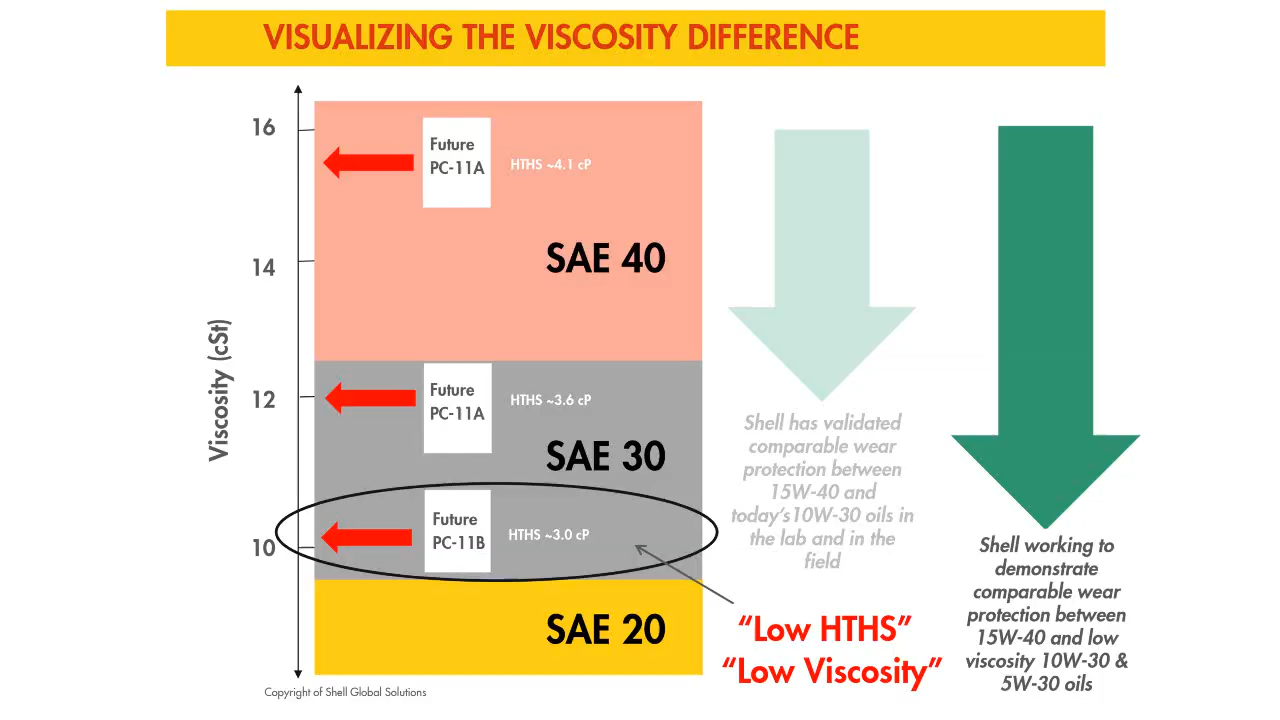 VISUALIZING THE VISCOSITY DIFFERENCE
16
14
12
10
Viscosity (cSt)
Future
PC-11A
HTHS ~4.1 cP
SAE 40
Future
PC-11A
HTHS ~3.6 cP
SAE 30
Future
PC-11B
HTHS ~3.0 cP
SAE 20
Shell has validated
comparable wear
protection between
15W-40 and
today's10W-30 oils in
the lab and in the
field
Shell working to
demonstrate
comparable wear
protection between
15W-40 and low
viscosity 10W-30 &
5W-30 oils
“Low HTHS”
“Low Viscosity”
Copyright of Shell Global Solutions